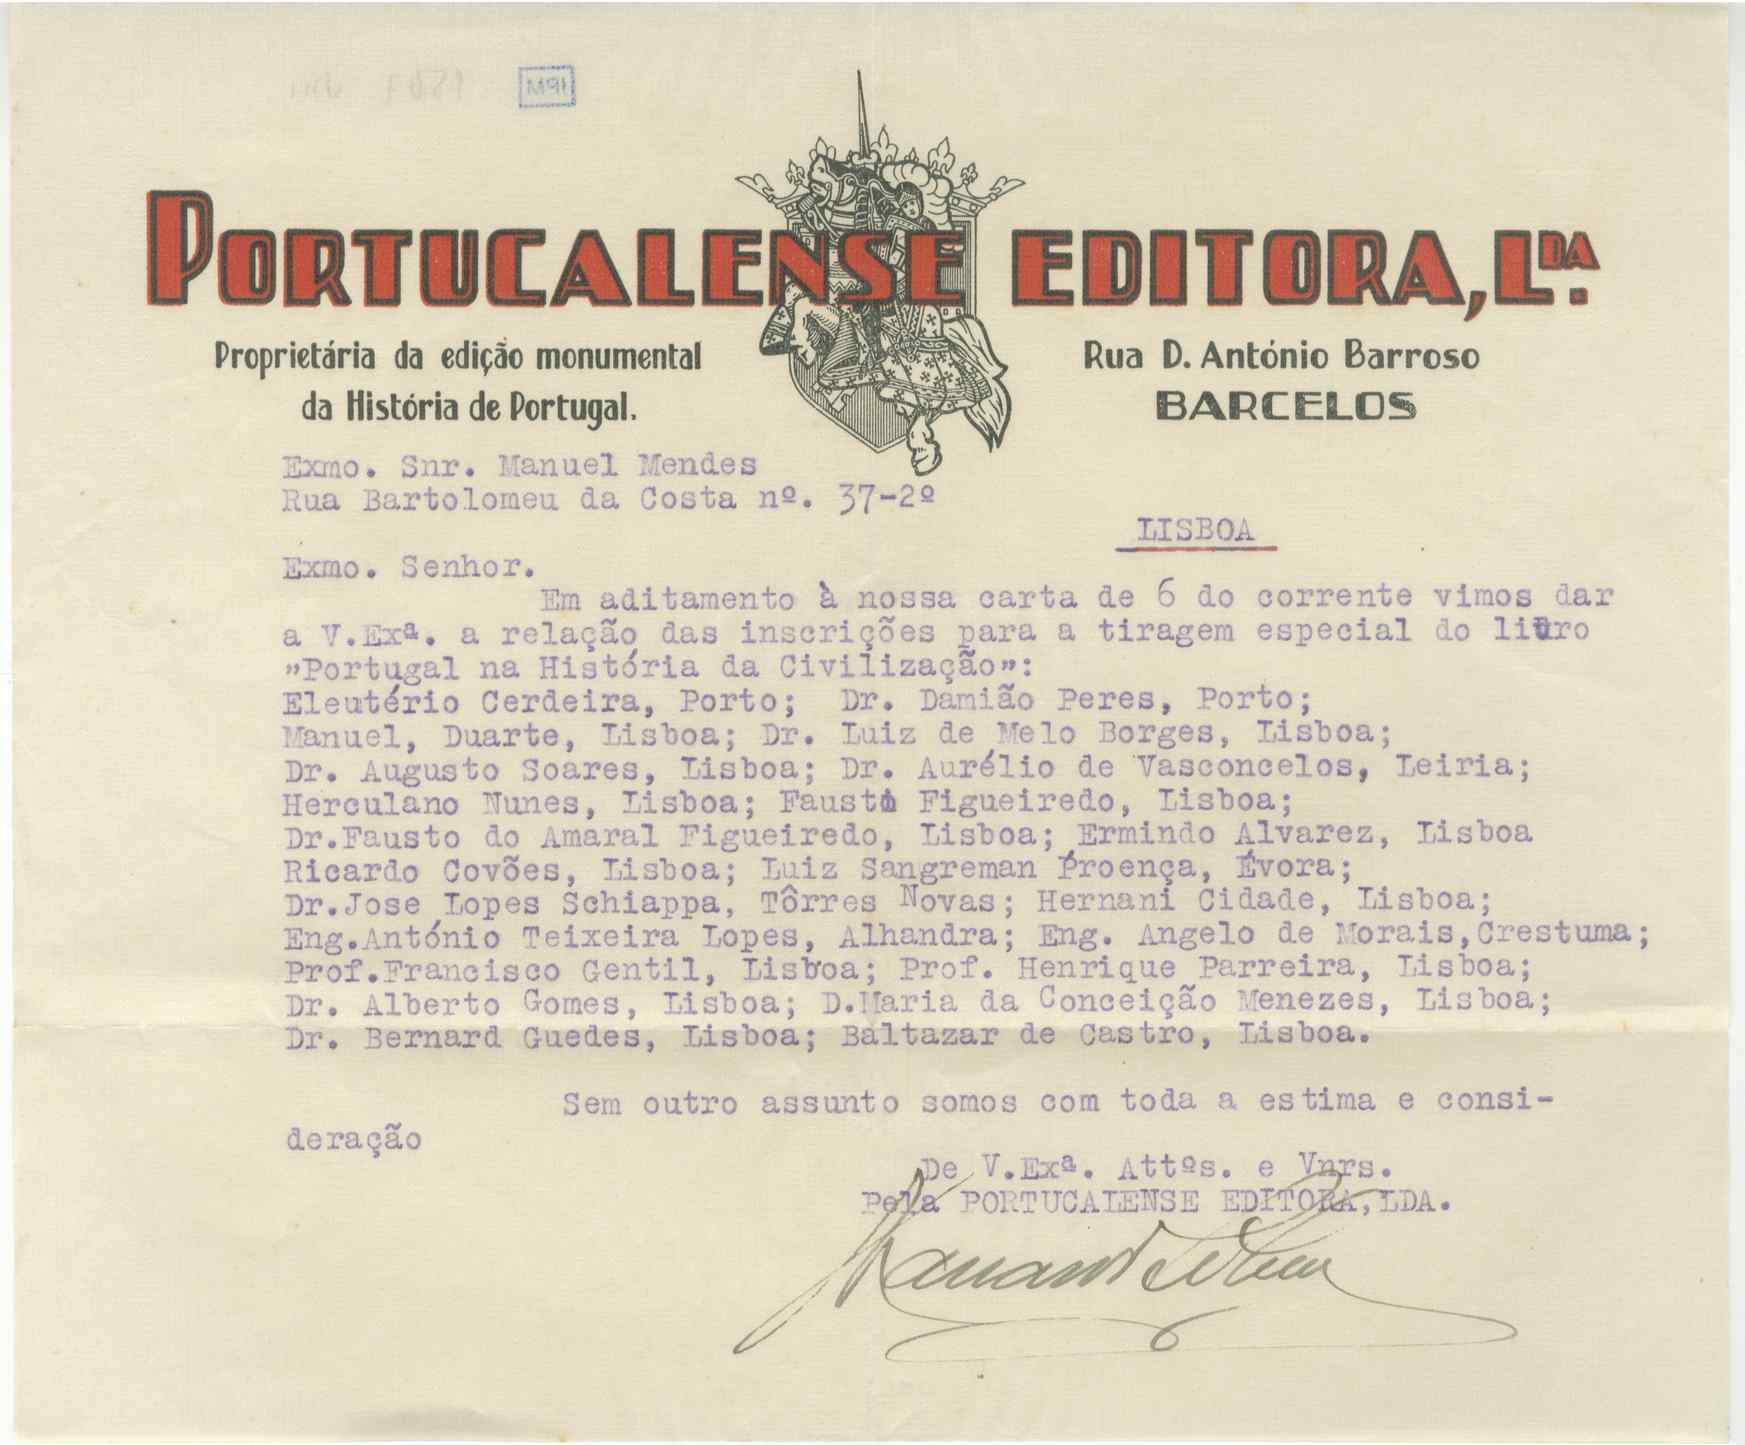 M91
PORTUCALENSE EDITORA, LDA.
Proprietária da edição monumental
da História de Portugal.
Rua D. António Barroso
BARCELOS
Exmo. Snr. Manuel Mendes
Rua Bartolomeu da Costa nº. 37-2º
LISBOA
Exmo. Senhor.
Em aditamento à nossa carta de 6 do corrente vimos dar
a V.Exª. a relação das inscrições para a tiragem especial do livro
"Portugal na História da Civilização":
Eleutério Cerdeira, Porto; Dr. Damião Peres, Porto;
Manuel, Duarte, Lisboa; Dr. Luiz de Melo Borges, Lisboa;
Dr. Augusto Soares, Lisboa; Dr. Aurélio de Vasconcelos, Leiria;
Herculano Nunes, Lisboa; Fausto Figueiredo, Lisboa;
Dr.Fausto do Amaral Figueiredo, Lisboa; Ermindo Alvarez, Lisboa
Ricardo Covões, Lisboa; Luiz Sangreman Proença, Évora;
Dr.Jose Lopes Schiappa, Tôrres Novas; Hernani Cidade, Lisboa;
Eng.António Teixeira Lopes, Alhandra; Eng. Angelo de Morais,Crestuma;
Prof.Francisco Gentil, Lisboa; Prof. Henrique Parreira, Lisboa;
Dr. Alberto Gomes, Lisboa; D.Maria da Conceição Menezes, Lisboa;
Dr. Bernard Guedes, Lisboa; Baltazar de Castro, Lisboa.
Sem outro assunto somos com toda a estima e consi-
deração
De V.Exª. Attºs. e Vnrs.
Pela PORTUCALENSE EDITORA,LDA.